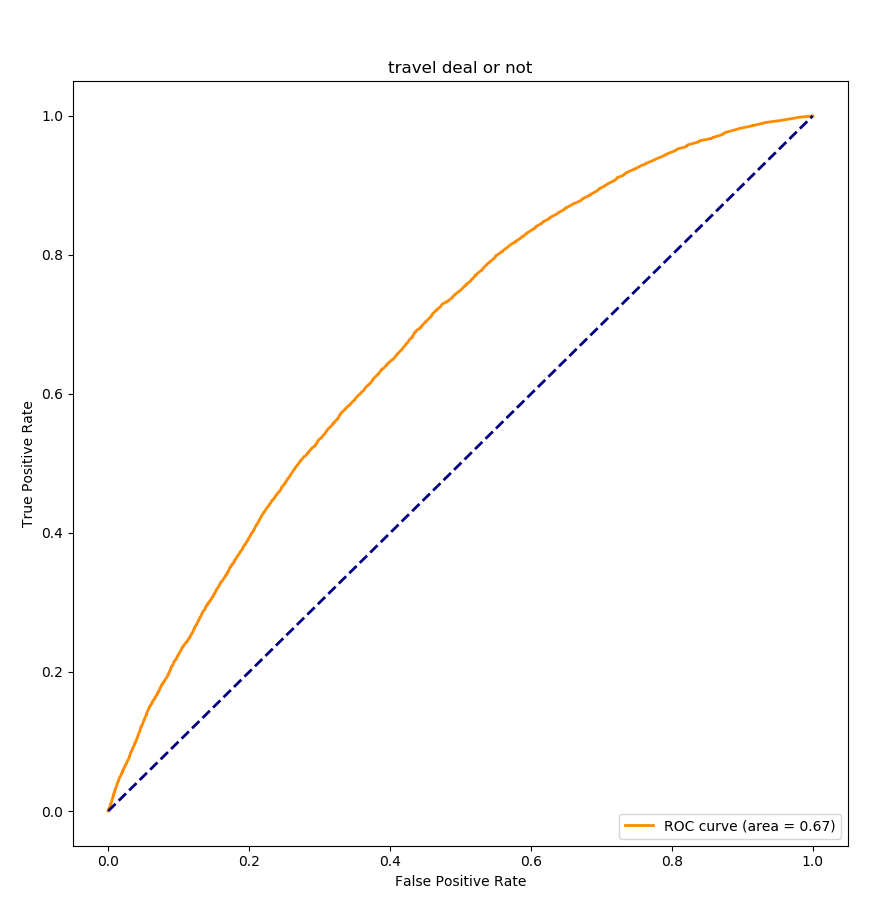 travel deal or not
1.0
0.8
0.6
0.4
0.2
0.0
True Positive Rate
ROC curve (area = 0.67)
0.0 0.2 0.4 0.6 0.8 1.0
False Positive Rate